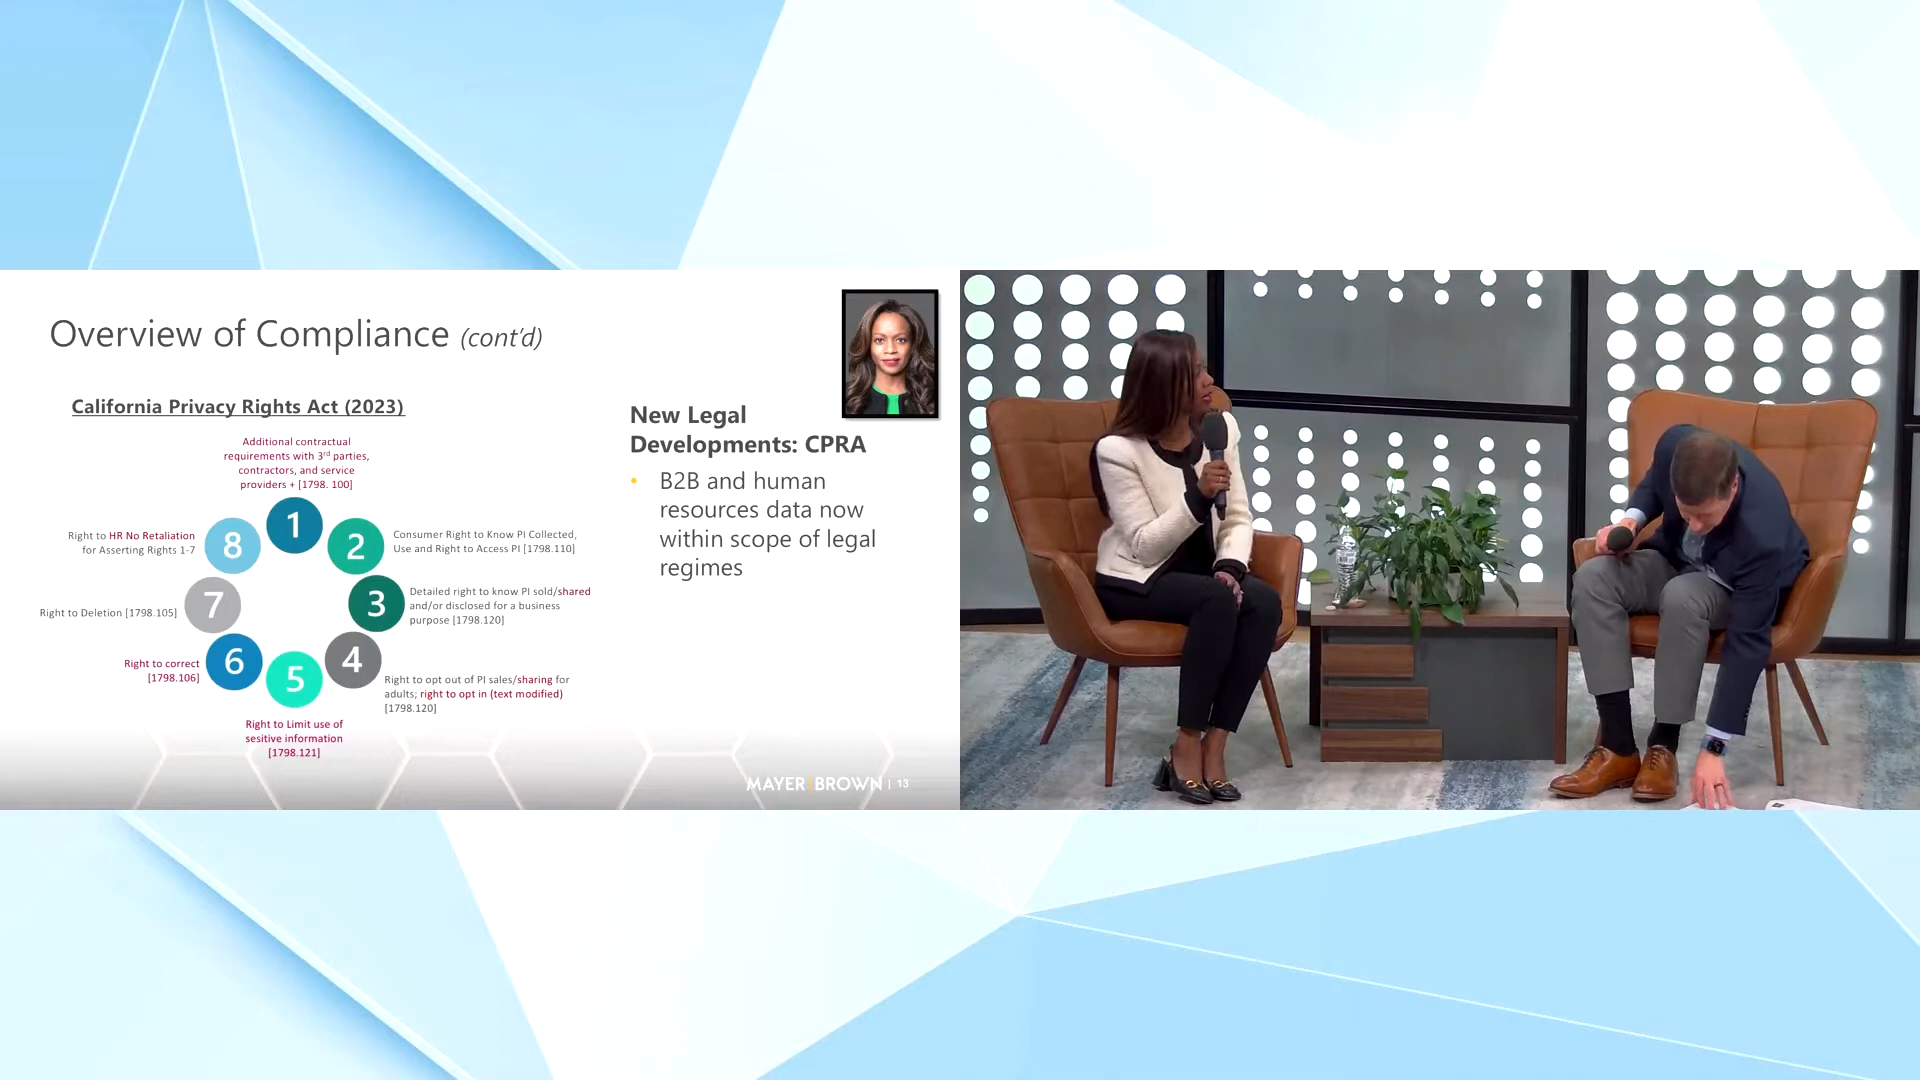 Overview of Compliance (cont'd)
California Privacy Rights Act (2023)
Additional contractual
requirements with 3rd parties,
contractors, and service
providers + [1798. 100]
1
2
Consumer Right to Know PI Collected,
Use and Right to Access PI [1798.110]
3
Detailed right to know PI sold/shared
and/or disclosed for a business
purpose [1798.120]
4
Right to opt out of PI sales/sharing for
adults; right to opt in (text modified)
[1798.120]
5
Right to Limit use of
sesitive information
[1798.121]
6
Right to correct
[1798.106]
7
Right to Deletion [1798.105]
8
Right to HR No Retaliation
for Asserting Rights 1-7
New Legal
Developments: CPRA
• B2B and human
resources data now
within scope of legal
regimes
MAYER BROWN | 13